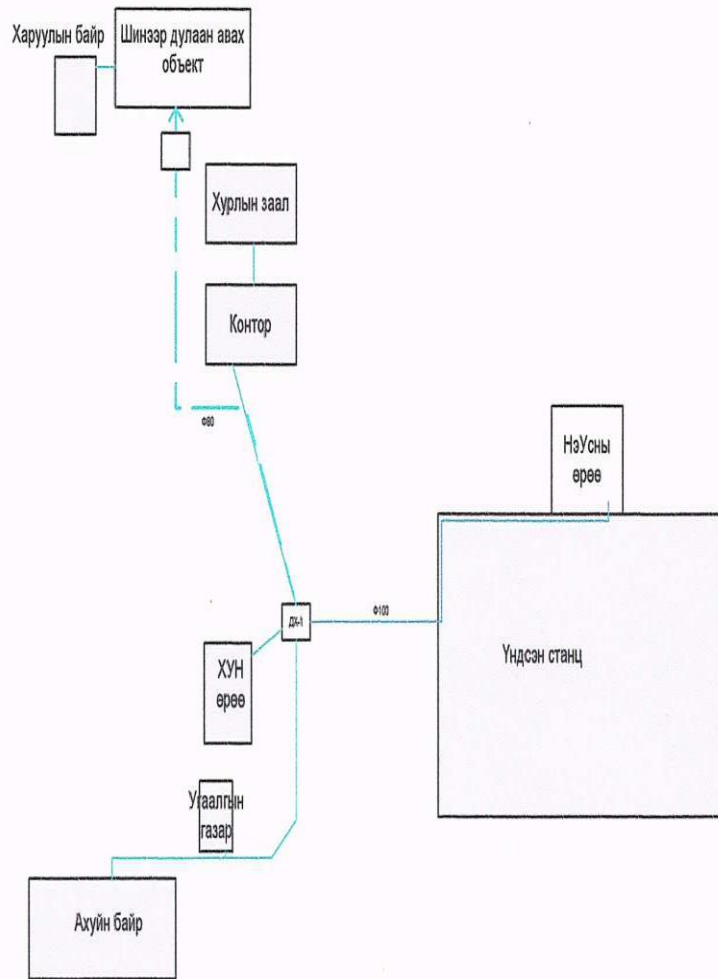 Харуулын байр
Шинээр дулаан авах
объект
Хурлын заал
Контор
Ф80
НэУсны
өрөө
ДХ-1
Ф100
Үндсэн станц
ХУН
өрөө
Угаалгын
газар
Ахуйн байр